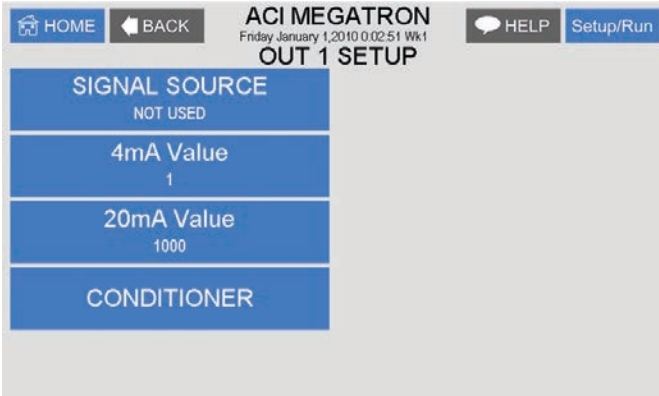 HOME
BACK
ACI MEGATRON
Friday January 1,2010 0:02:51 Wk1
HELP
Setup/Run
OUT 1 SETUP
SIGNAL SOURCE
NOT USED
4mA Value
1
20mA Value
1000
CONDITIONER